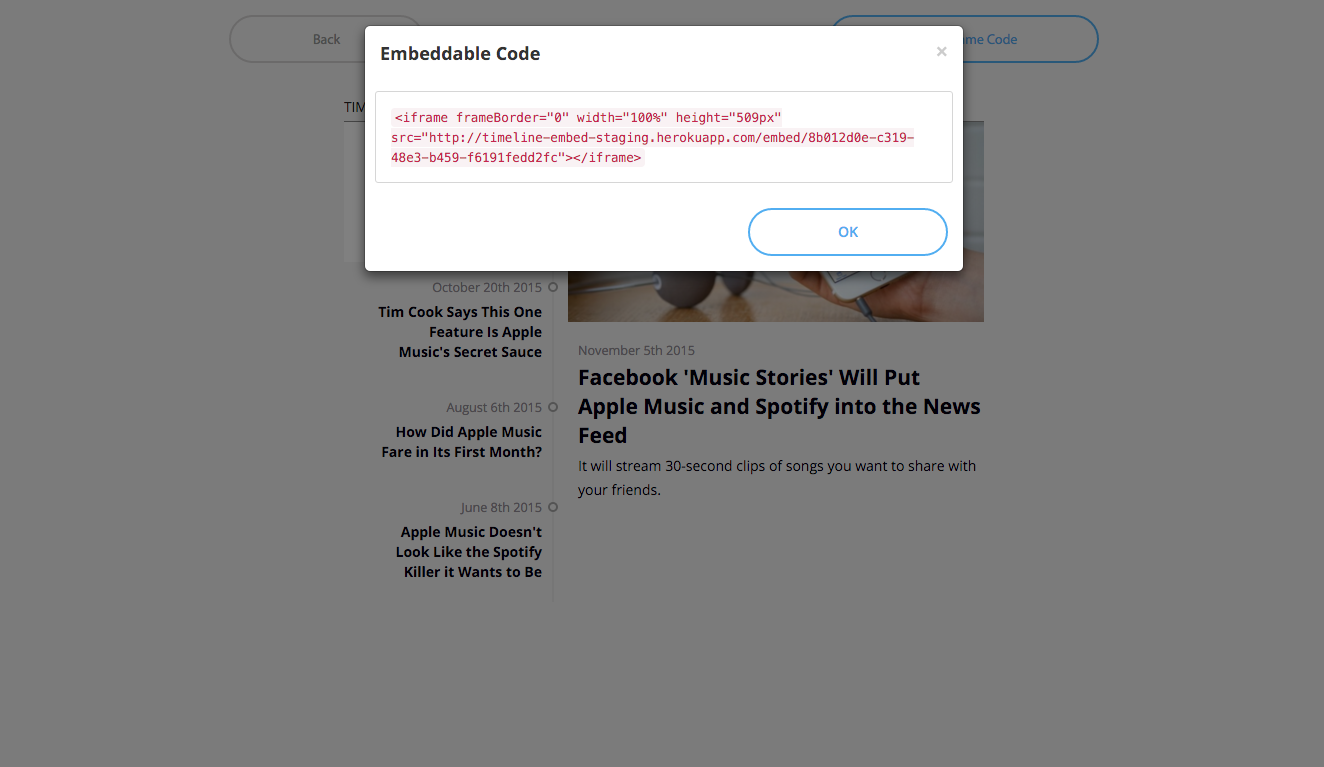 Back
Embeddable Code
×
me Code
<iframe frameBorder="0" width="100%" height="509px"
src="http://timeline-embed-staging.herokuapp.com/embed/8b012d0e-c319-
48e3-b459-f6191fedd2fc"></iframe>
OK
TIM
October 20th 2015
Tim Cook Says This One
Feature Is Apple
Music's Secret Sauce
August 6th 2015
How Did Apple Music
Fare in Its First Month?
June 8th 2015
Apple Music Doesn't
Look Like the Spotify
Killer it Wants to Be
November 5th 2015
Facebook 'Music Stories' Will Put
Apple Music and Spotify into the News
Feed
It will stream 30-second clips of songs you want to share with
your friends.